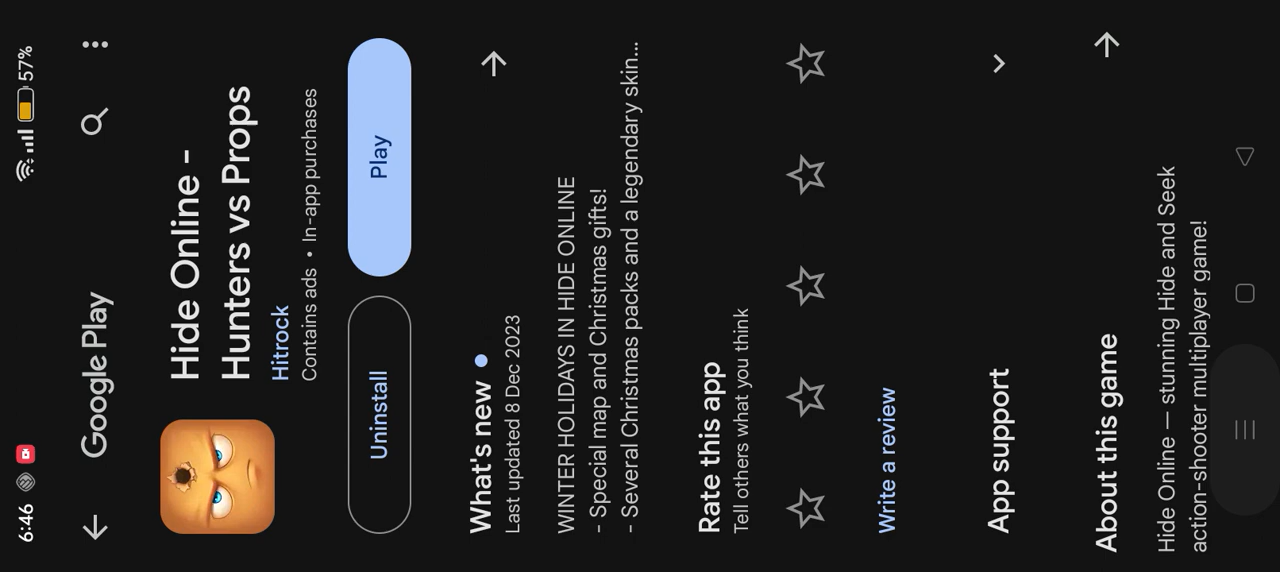 6:46
57%
Google Play
Hide Online -
Hunters vs Props
Hitrock
Contains ads • In-app purchases
Uninstall
Play
What's new
Last updated 8 Dec 2023
WINTER HOLIDAYS IN HIDE ONLINE
- Special map and Christmas gifts!
- Several Christmas packs and a legendary skin...
Rate this app
Tell others what you think
Write a review
App support
About this game
Hide Online — stunning Hide and Seek
action-shooter multiplayer game!